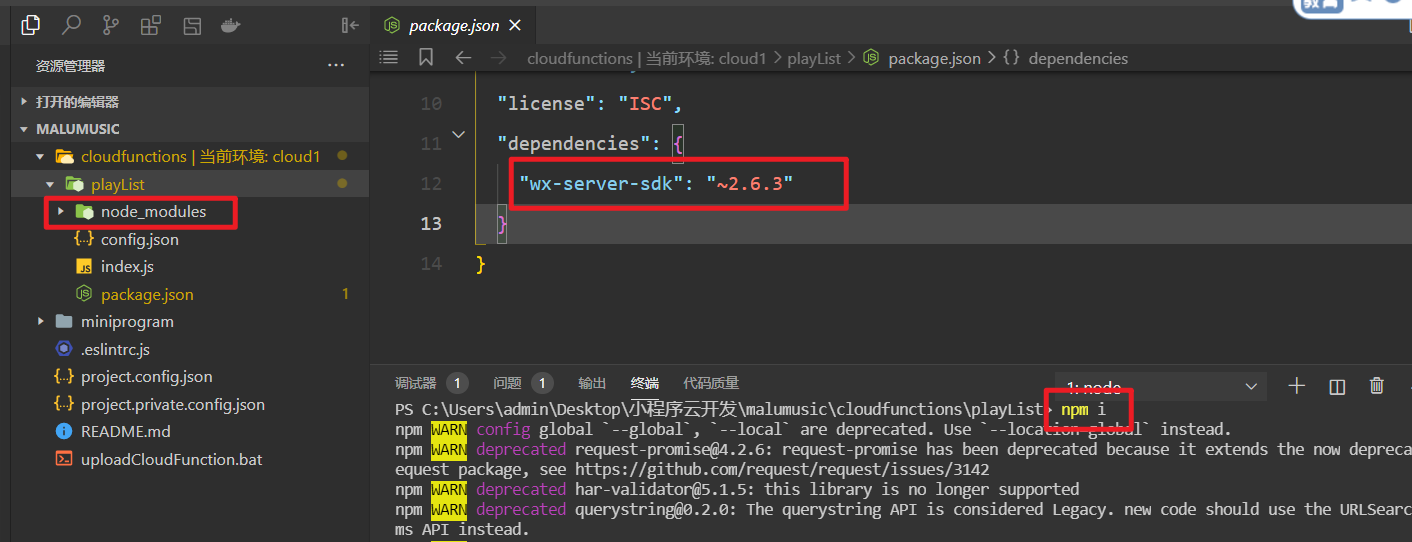 教育
package.json
资源管理器
cloudfunctions | 当前环境: cloud1 > playList > package.json > {} dependencies
打开的编辑器
MALUMUSIC
cloudfunctions | 当前环境: cloud1
playList
node_modules
config.json
index.js
package.json 1
miniprogram
.eslintrc.js
project.config.json
project.private.config.json
README.md
uploadCloudFunction.bat
10 "license": "ISC",
11 "dependencies": {
12 "wx-server-sdk": "~2.6.3"
13 }
14 }
调试器 1 问题 1 输出 终端 代码质量 1: node
PS C:\Users\admin\Desktop\小程序云开发\malumusic\cloudfunctions\playList> npm i
npm WARN config global `--global`, `--local` are deprecated. Use `--location=global` instead.
npm WARN deprecated request-promise@4.2.6: request-promise has been deprecated because it extends the now depreca
equest package, see https://github.com/request/request/issues/3142
npm WARN deprecated har-validator@5.1.5: this library is no longer supported
npm WARN deprecated querystring@0.2.0: The querystring API is considered Legacy. new code should use the URLSearc
ms API instead.